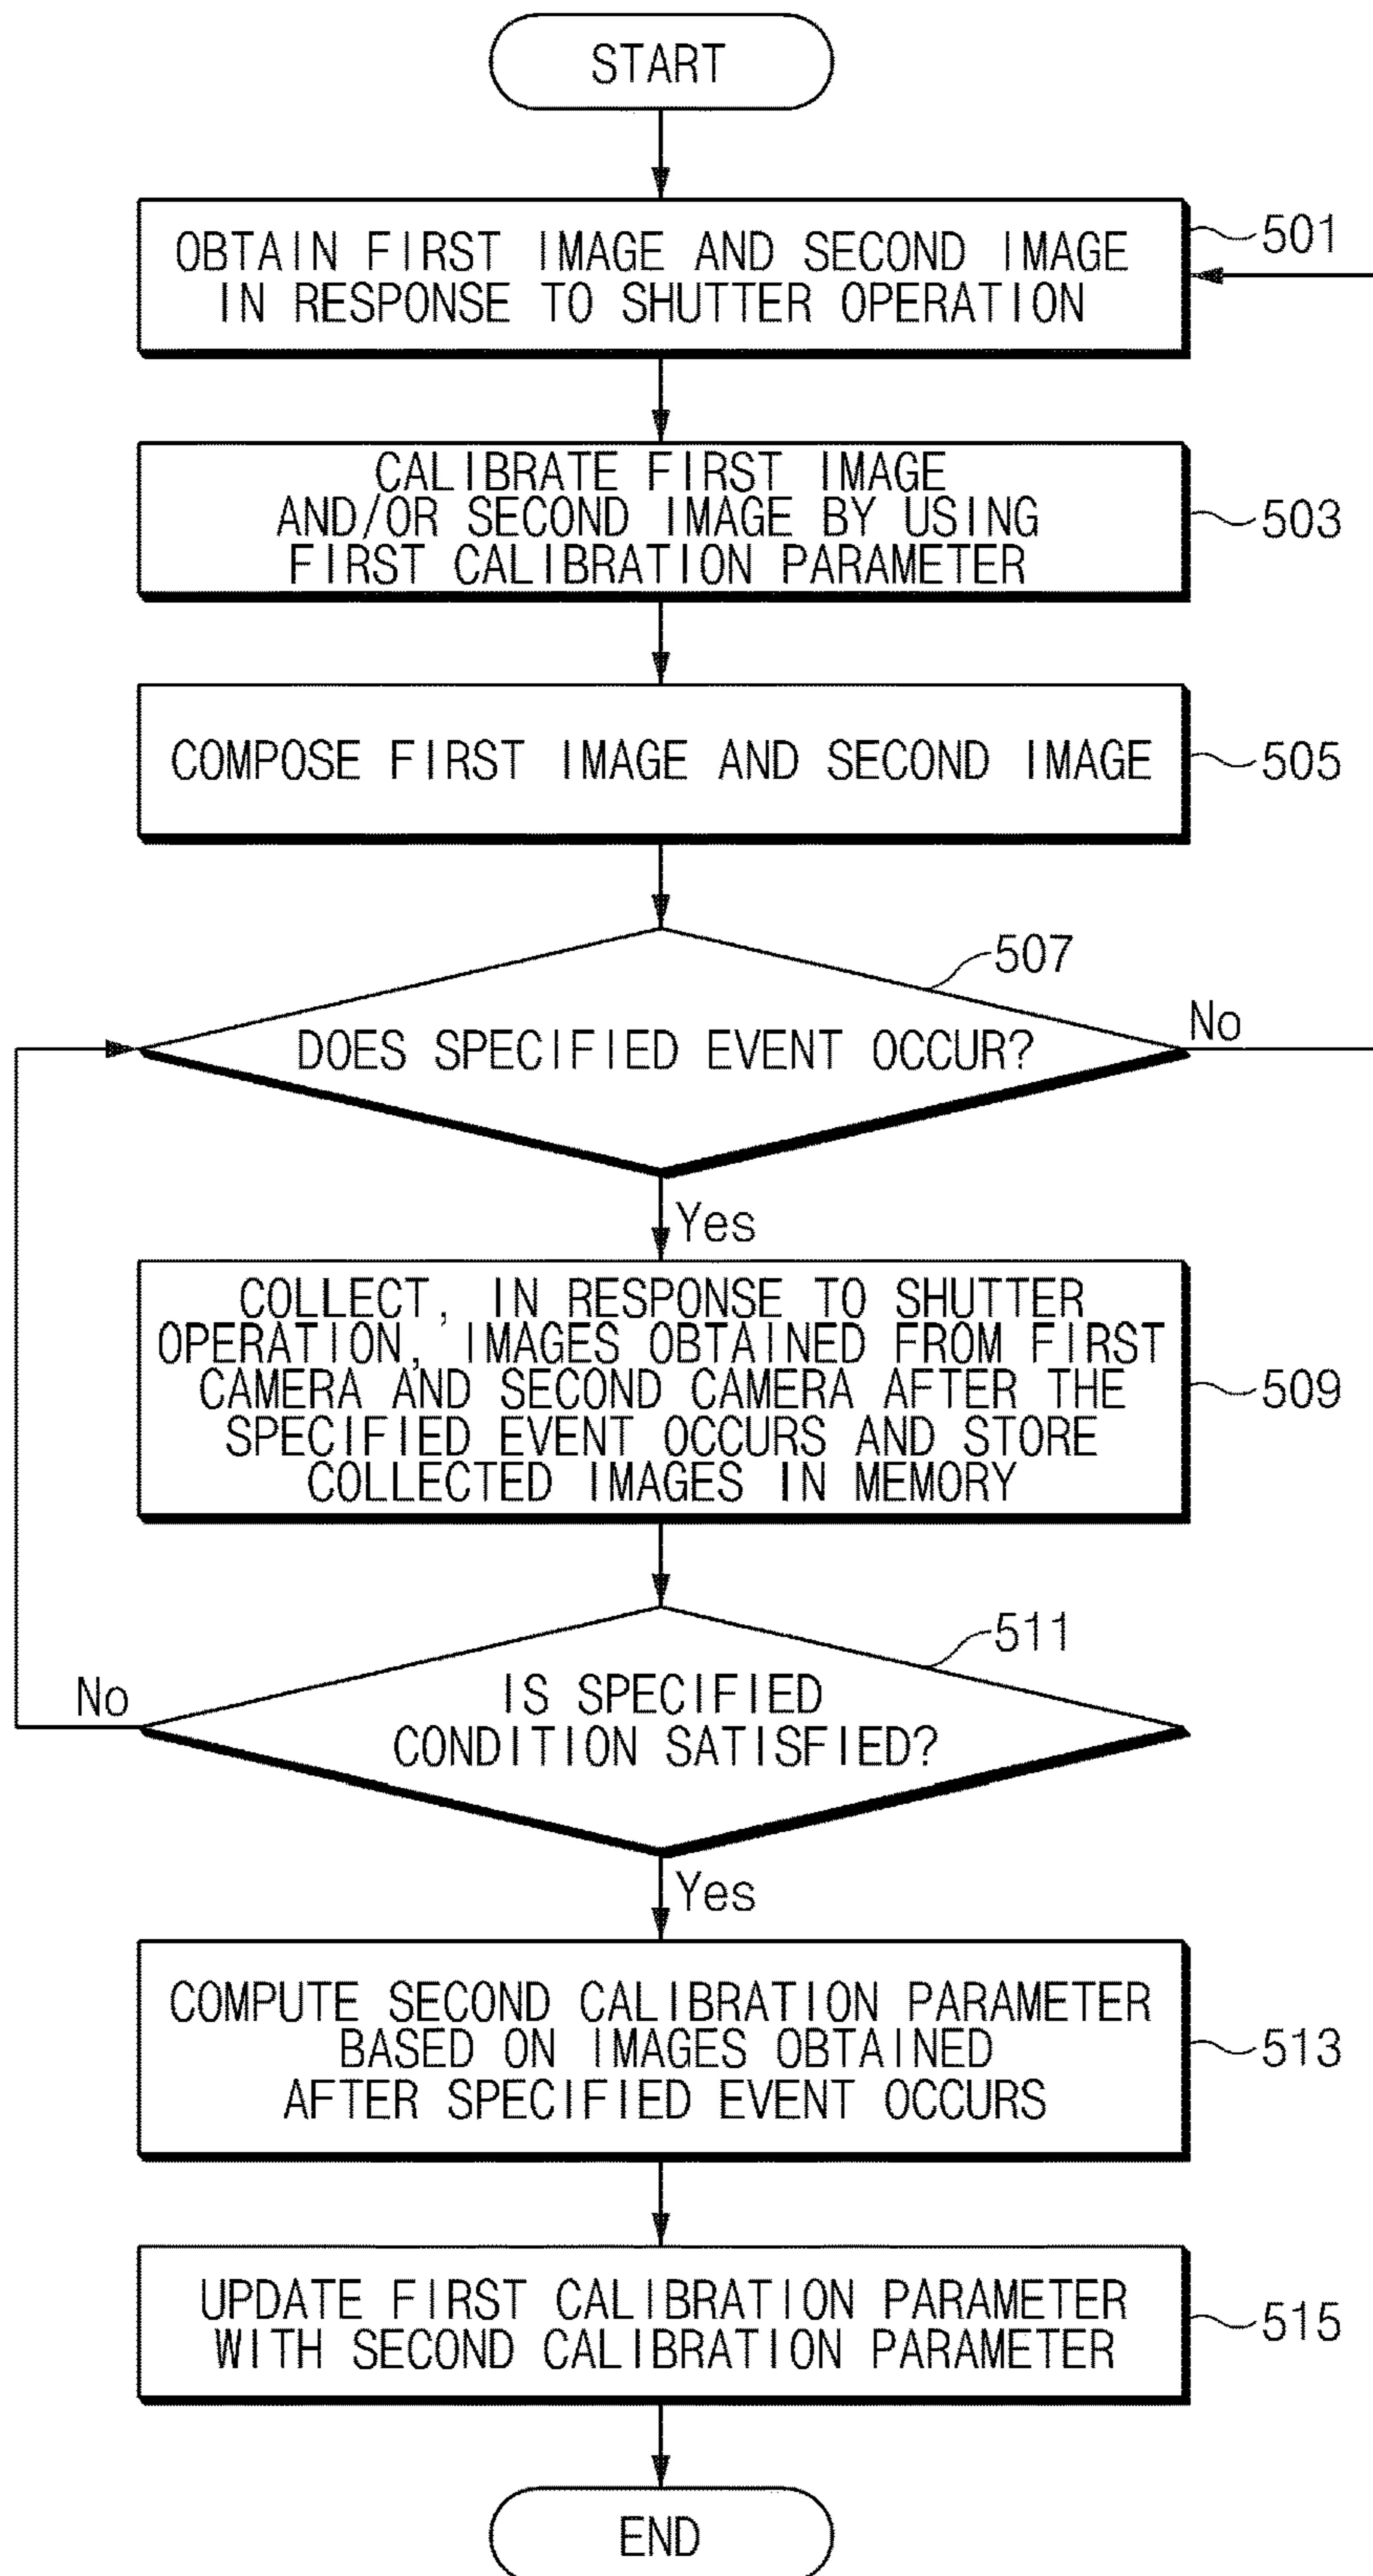 START
OBTAIN FIRST IMAGE AND SECOND IMAGE
IN RESPONSE TO SHUTTER OPERATION
501
CALIBRATE FIRST IMAGE
AND/OR SECOND IMAGE BY USING
FIRST CALIBRATION PARAMETER
503
COMPOSE FIRST IMAGE AND SECOND IMAGE
505
507
DOES SPECIFIED EVENT OCCUR?
No
Yes
COLLECT, IN RESPONSE TO SHUTTER
OPERATION, IMAGES OBTAINED FROM FIRST
CAMERA AND SECOND CAMERA AFTER THE
SPECIFIED EVENT OCCURS AND STORE
COLLECTED IMAGES IN MEMORY
509
511
IS SPECIFIED
CONDITION SATISFIED?
No
Yes
COMPUTE SECOND CALIBRATION PARAMETER
BASED ON IMAGES OBTAINED
AFTER SPECIFIED EVENT OCCURS
513
UPDATE FIRST CALIBRATION PARAMETER
WITH SECOND CALIBRATION PARAMETER
515
END